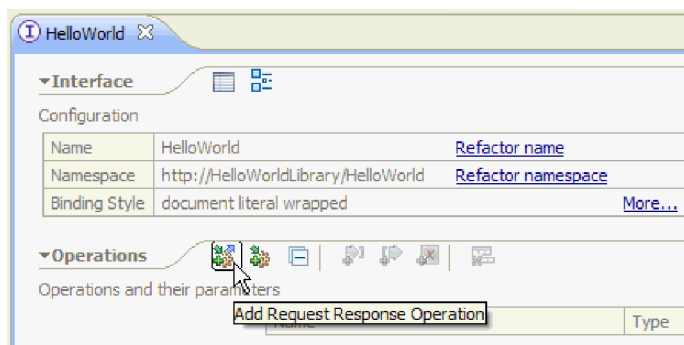 HelloWorld
Interface
Configuration
Name HelloWorld Refactor name
Namespace http://HelloWorldLibrary/HelloWorld Refactor namespace
Binding Style document literal wrapped More...
Operations
Operations and their parameters
Add Request Response Operation
Name Type